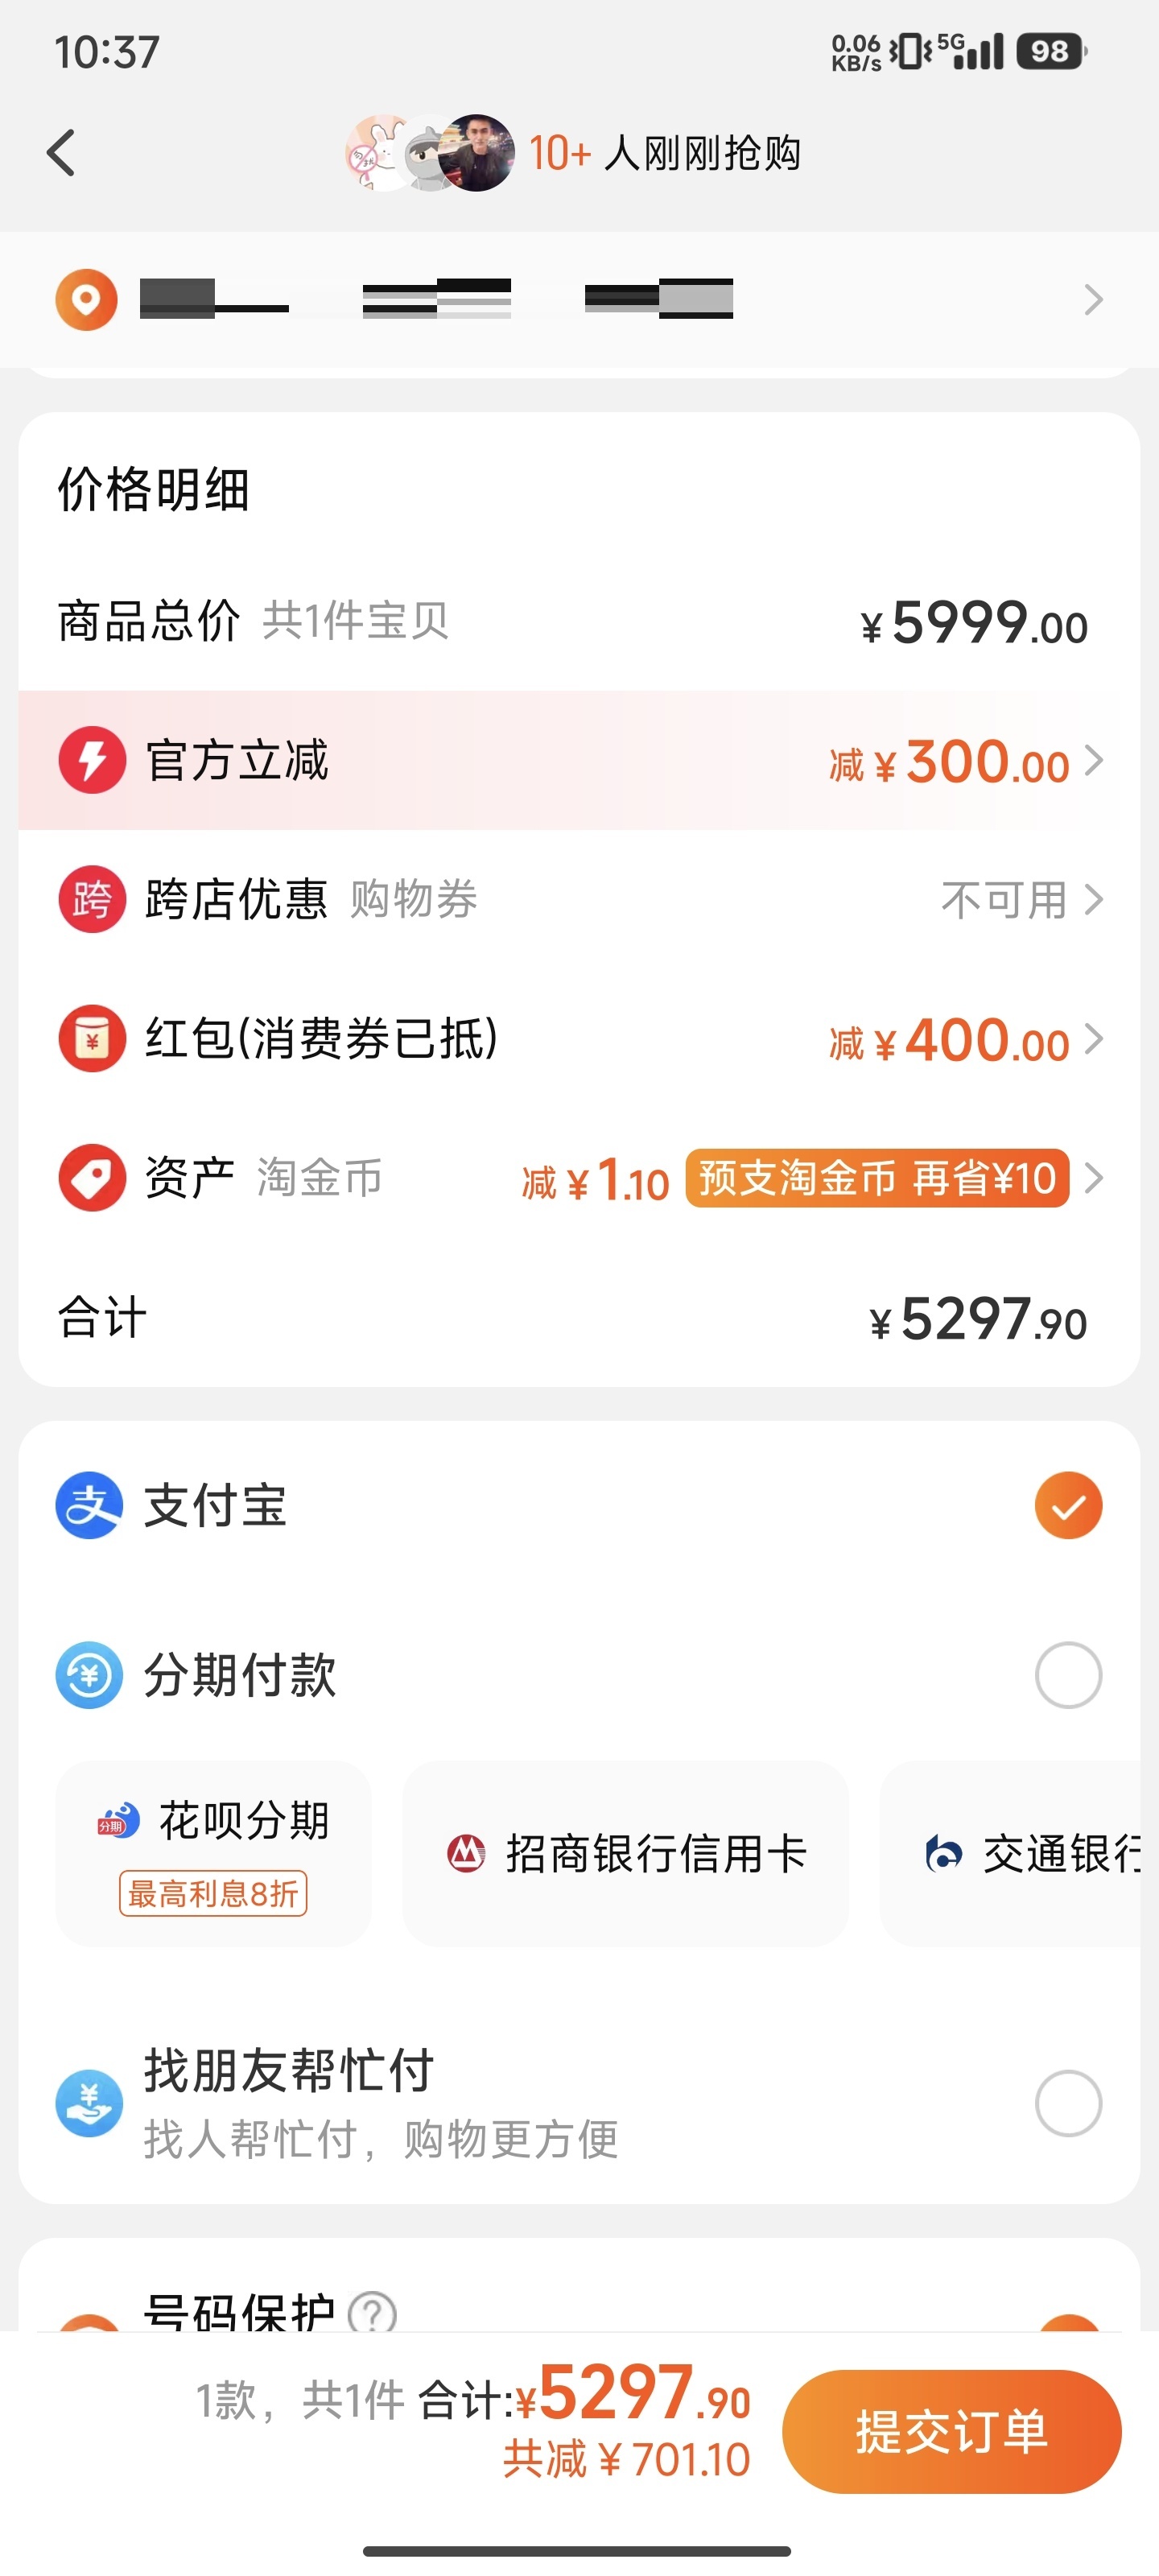 10:37
0.06 KB/s 5G 98
10+ 人刚刚抢购
价格明细
商品总价 共1件宝贝 ¥5999.00
官方立减 减¥300.00
跨 跨店优惠 购物券 不可用
¥ 红包(消费券已抵) 减¥400.00
资产 淘金币 减¥1.10 预支淘金币 再省¥10
合计 ¥5297.90
支 支付宝
¥ 分期付款
分期 花呗分期
最高利息8折
招商银行信用卡
交通银行
¥ 找朋友帮忙付
找人帮忙付，购物更方便
号码保护 ?
1款，共1件 合计:¥5297.90
共减¥701.10
提交订单